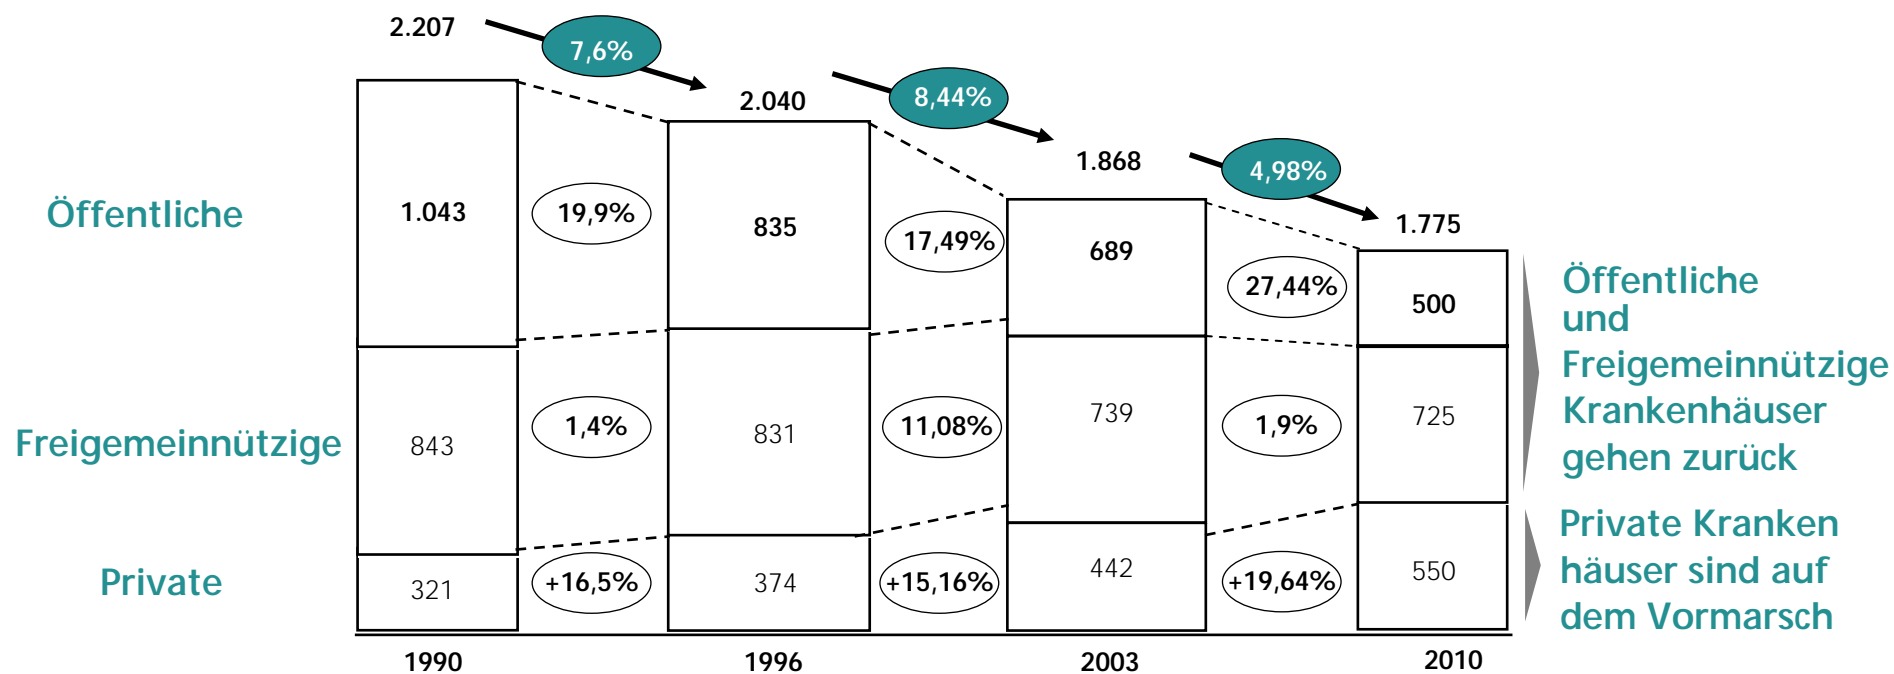 2.207
7,6%
2.040
8,44%
1.868
4,98%
1.775
Öffentliche
1.043
19,9%
835
17,49%
689
27,44%
500
Freigemeinnützige
843
1,4%
831
11,08%
739
1,9%
725
Private
321
+16,5%
374
+15,16%
442
+19,64%
550
1990
1996
2003
2010
Öffentliche
und
Freigemeinnützige
Krankenhäuser
gehen zurück
Private Kranken
häuser sind auf
dem Vormarsch